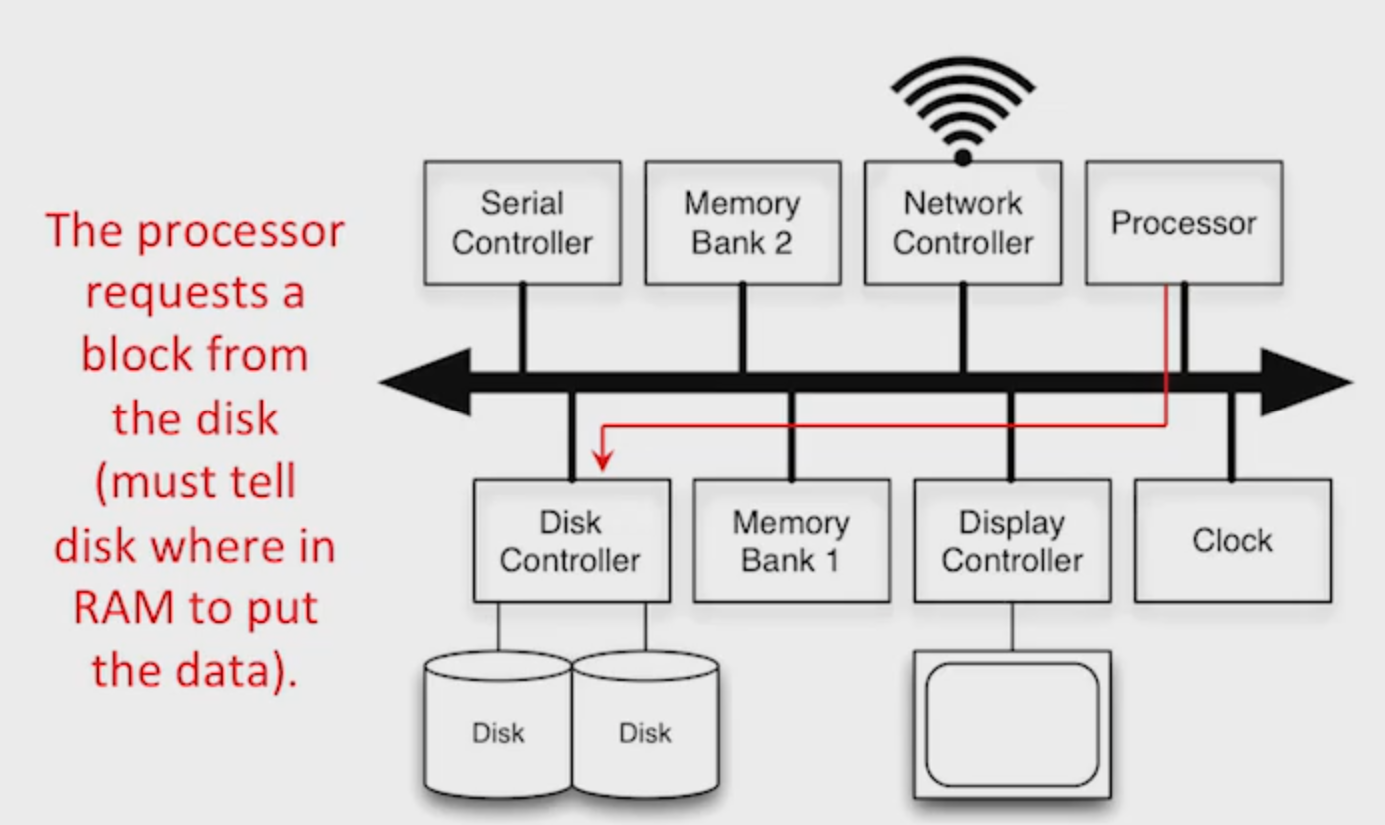 The processor
requests a
block from
the disk
(must tell
disk where in
RAM to put
the data).
Serial
Controller
Memory
Bank 2
Network
Controller
Processor
Disk
Controller
Memory
Bank 1
Display
Controller
Clock
Disk
Disk